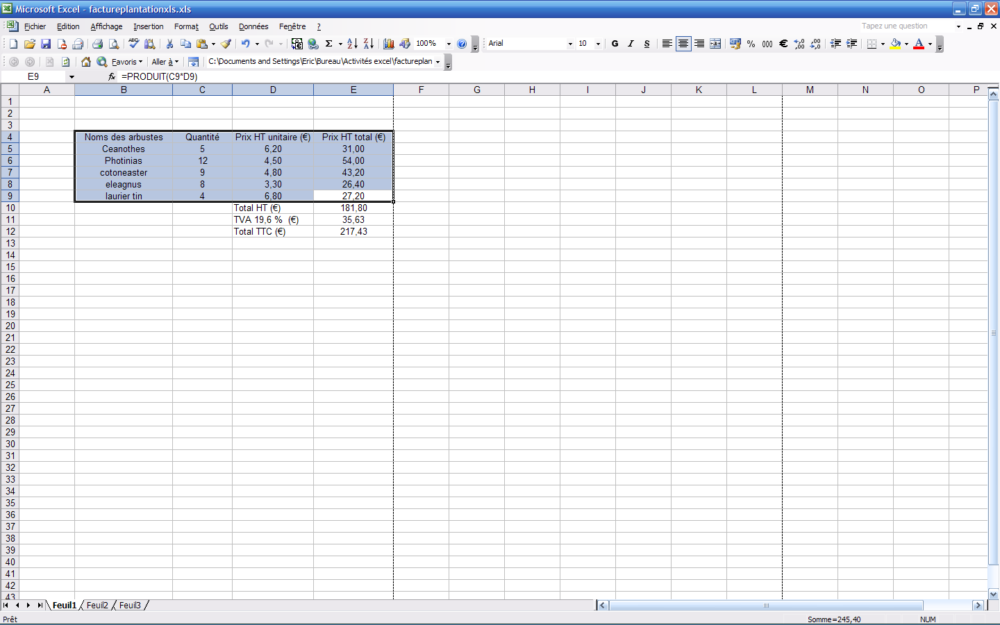 Microsoft Excel - factureplantationxls.xls
Fichier Edition Affichage Insertion Format Outils Données Fenêtre ? Tapez une question
100% Arial 10 G I S % 000 €
Favoris Aller à C:\Documents and Settings\Eric\Bureau\Activités excel\factureplan
E9 fx =PRODUIT(C9*D9)
A B C D E F G H I J K L M N O P
1
2
3
4 Noms des arbustes Quantité Prix HT unitaire (€) Prix HT total (€)
5 Ceanothes 5 6,20 31,00
6 Photinias 12 4,50 54,00
7 cotoneaster 9 4,80 43,20
8 eleagnus 8 3,30 26,40
9 laurier tin 4 6,80 27,20
10 Total HT (€) 181,80
11 TVA 19,6 % (€) 35,63
12 Total TTC (€) 217,43
13
14
15
16
17
18
19
20
21
22
23
24
25
26
27
28
29
30
31
32
33
34
35
36
37
38
39
40
41
42
43
Feuil1 Feuil2 Feuil3
Prêt Somme=245,40 NUM